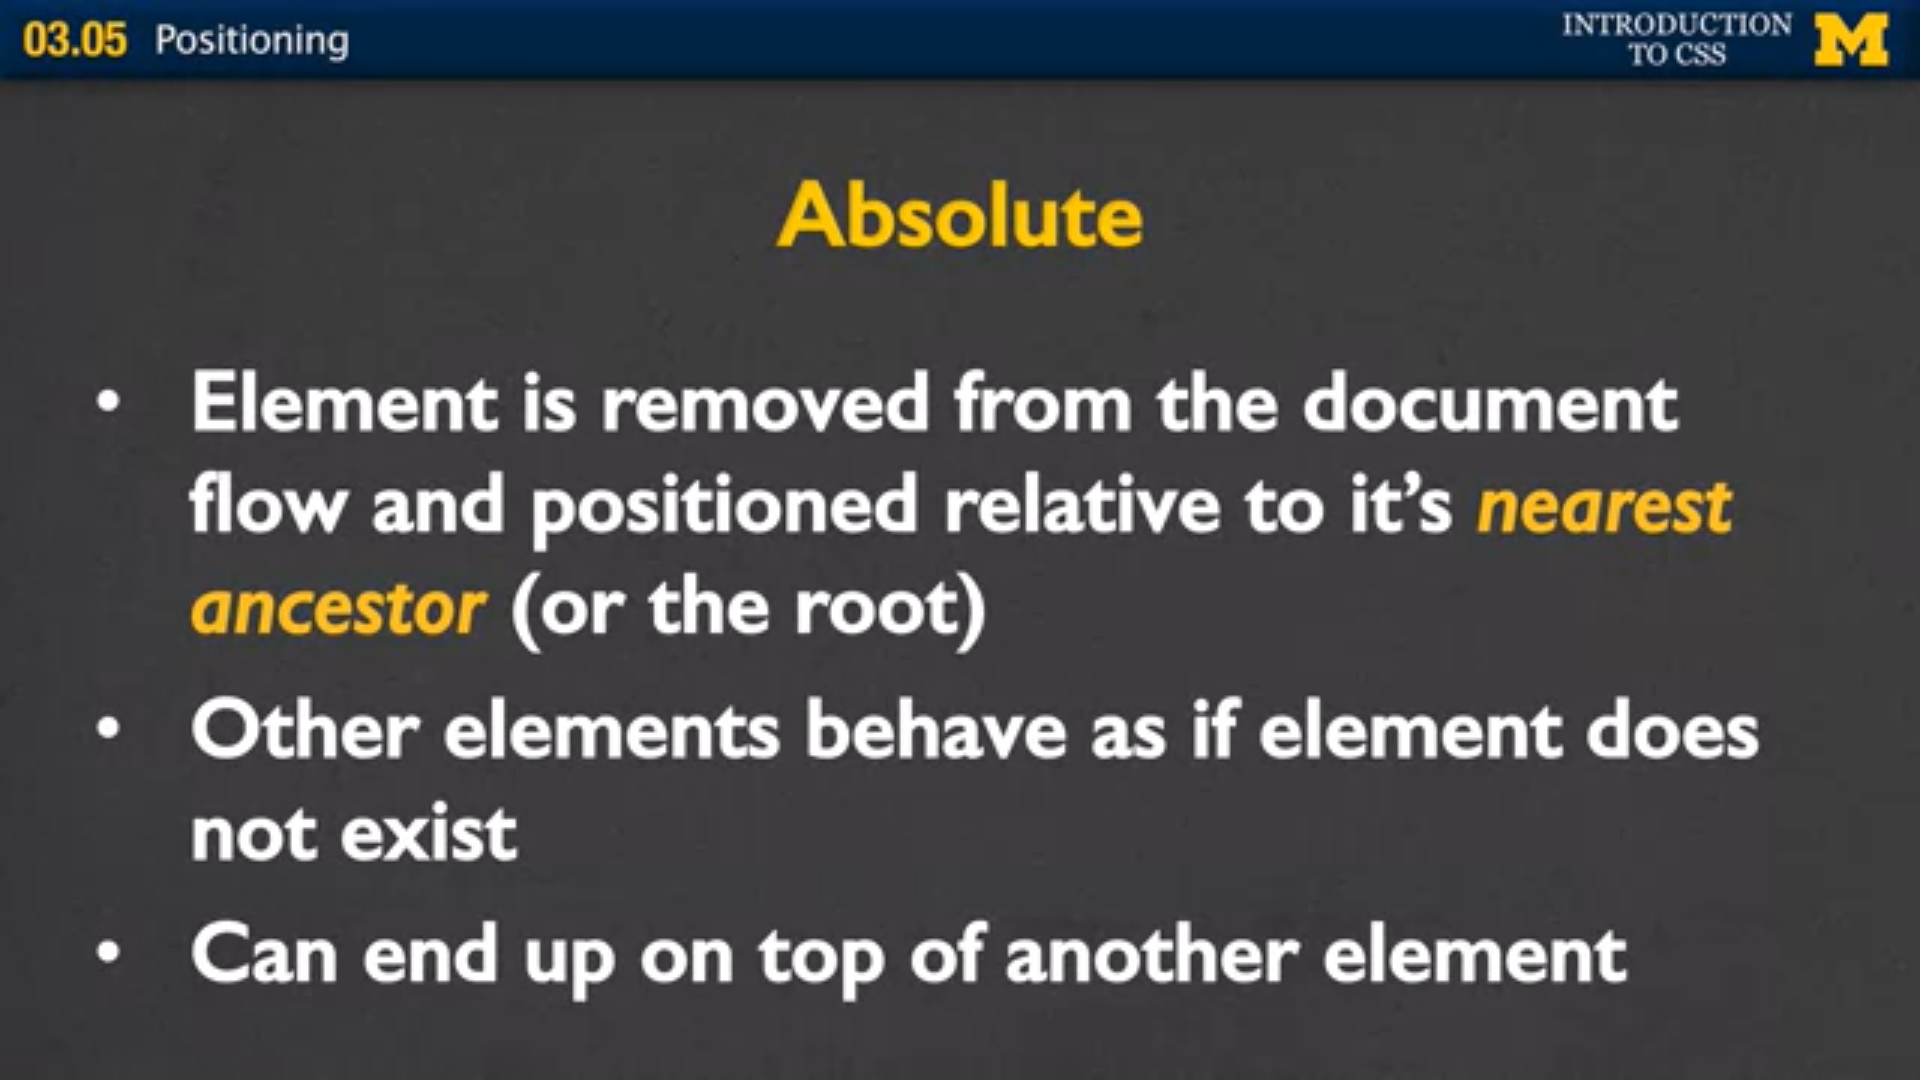 03.05 Positioning
INTRODUCTION
TO CSS
M
Absolute
• Element is removed from the document
flow and positioned relative to it’s nearest
ancestor (or the root)
• Other elements behave as if element does
not exist
• Can end up on top of another element